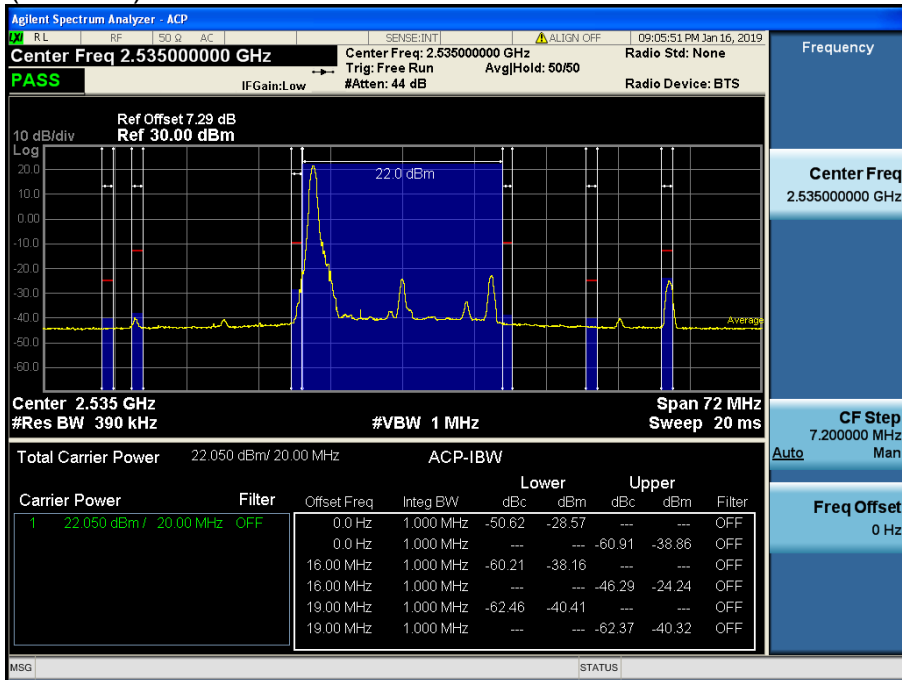 Agilent Spectrum Analyzer - ACP
LXI RL RF 50 Ω AC SENSE:INT ALIGN OFF 09:05:51 PM Jan 16, 2019
Center Freq 2.535000000 GHz Center Freq: 2.535000000 GHz Radio Std: None
Trig: Free Run Avg|Hold: 50/50
PASS IFGain:Low #Atten: 44 dB Radio Device: BTS
Ref Offset 7.29 dB
10 dB/div Ref 30.00 dBm
Log
20.0
22.0 dBm
10.0
0.00
-10.0
-20.0
-30.0
-40.0
Average
-50.0
-60.0
Center 2.535 GHz Span 72 MHz
#Res BW 390 kHz #VBW 1 MHz Sweep 20 ms
Total Carrier Power 22.050 dBm/ 20.00 MHz ACP-IBW
Lower Upper
Carrier Power Filter Offset Freq Integ BW dBc dBm dBc dBm Filter
1 22.050 dBm / 20.00 MHz OFF 0.0 Hz 1.000 MHz -50.62 -28.57 --- --- OFF
0.0 Hz 1.000 MHz --- --- -60.91 -38.86 OFF
16.00 MHz 1.000 MHz -60.21 -38.16 --- --- OFF
16.00 MHz 1.000 MHz --- --- -46.29 -24.24 OFF
19.00 MHz 1.000 MHz -62.46 -40.41 --- --- OFF
19.00 MHz 1.000 MHz --- --- -62.37 -40.32 OFF
MSG STATUS
Frequency
Center Freq
2.535000000 GHz
CF Step
7.200000 MHz
Auto Man
Freq Offset
0 Hz